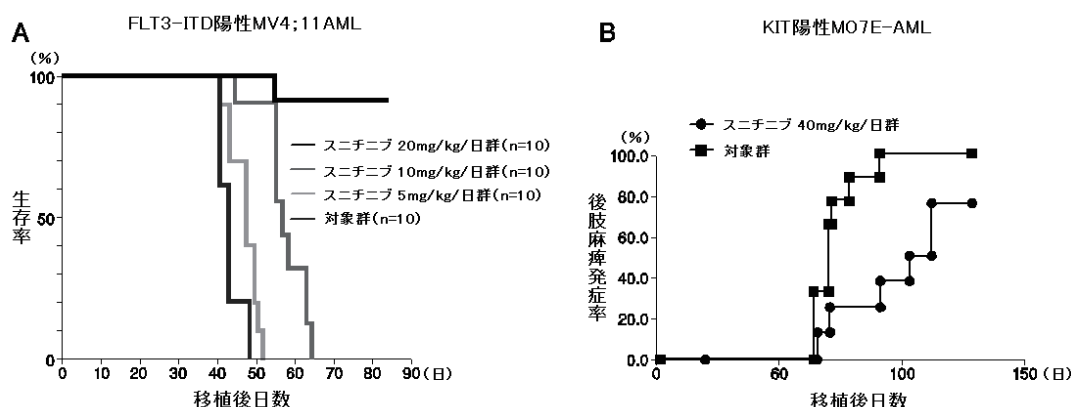 FLT3-ITD陽性MV4;11AML
A
(%)
100
50
0
生存率
スニチニブ 20mg/kg/日群(n=10)
スニチニブ 10mg/kg/日群(n=10)
スニチニブ 5mg/kg/日群(n=10)
対象群(n=10)
0 10 20 30 40 50 60 70 80 90 (日)
移植後日数
KIT陽性MO7E-AML
B
スニチニブ 40mg/kg/日群
対象群
(%)
100.0
80.0
60.0
40.0
20.0
0.0
後肢麻痺発症率
0 60 100 150 (日)
移植後日数